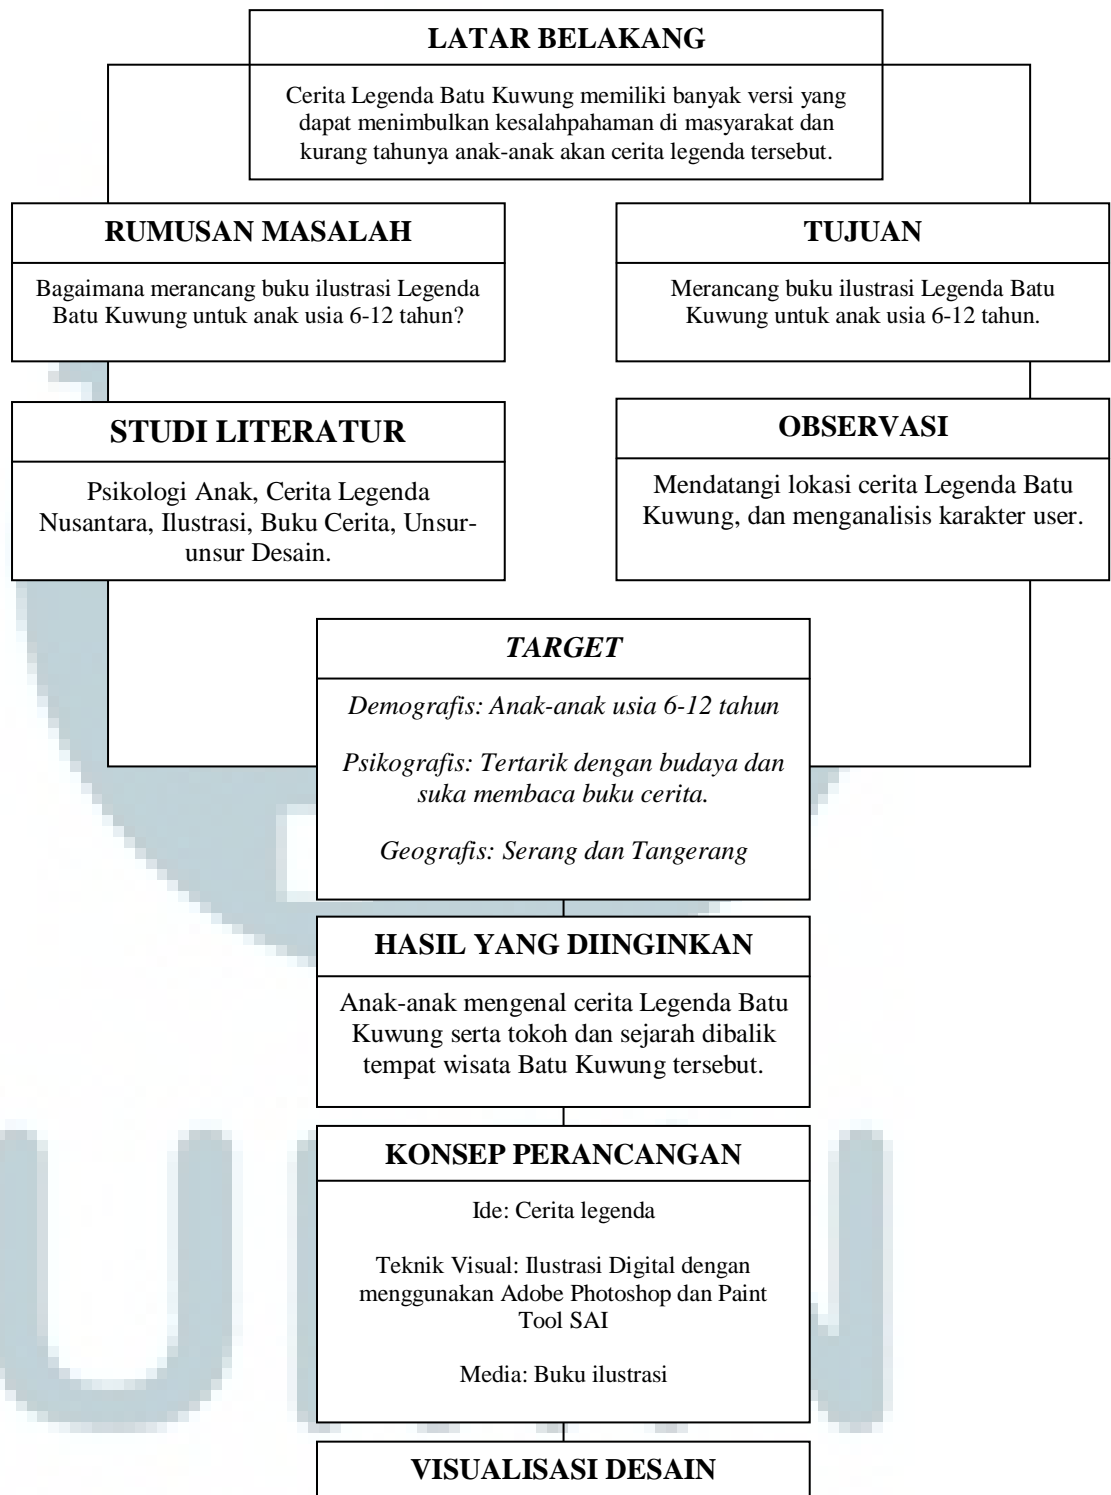 LATAR BELAKANG
Cerita Legenda Batu Kuwung memiliki banyak versi yang
dapat menimbulkan kesalahpahaman di masyarakat dan
kurang tahunya anak-anak akan cerita legenda tersebut.
RUMUSAN MASALAH
Bagaimana merancang buku ilustrasi Legenda
Batu Kuwung untuk anak usia 6-12 tahun?
TUJUAN
Merancang buku ilustrasi Legenda Batu
Kuwung untuk anak usia 6-12 tahun.
STUDI LITERATUR
Psikologi Anak, Cerita Legenda
Nusantara, Ilustrasi, Buku Cerita, Unsur-
unsur Desain.
OBSERVASI
Mendatangi lokasi cerita Legenda Batu
Kuwung, dan menganalisis karakter user.
TARGET
Demografis: Anak-anak usia 6-12 tahun
Psikografis: Tertarik dengan budaya dan
suka membaca buku cerita.
Geografis: Serang dan Tangerang
HASIL YANG DIINGINKAN
Anak-anak mengenal cerita Legenda Batu
Kuwung serta tokoh dan sejarah dibalik
tempat wisata Batu Kuwung tersebut.
KONSEP PERANCANGAN
Ide: Cerita legenda
Teknik Visual: Ilustrasi Digital dengan
menggunakan Adobe Photoshop dan Paint
Tool SAI
Media: Buku ilustrasi
VISUALISASI DESAIN